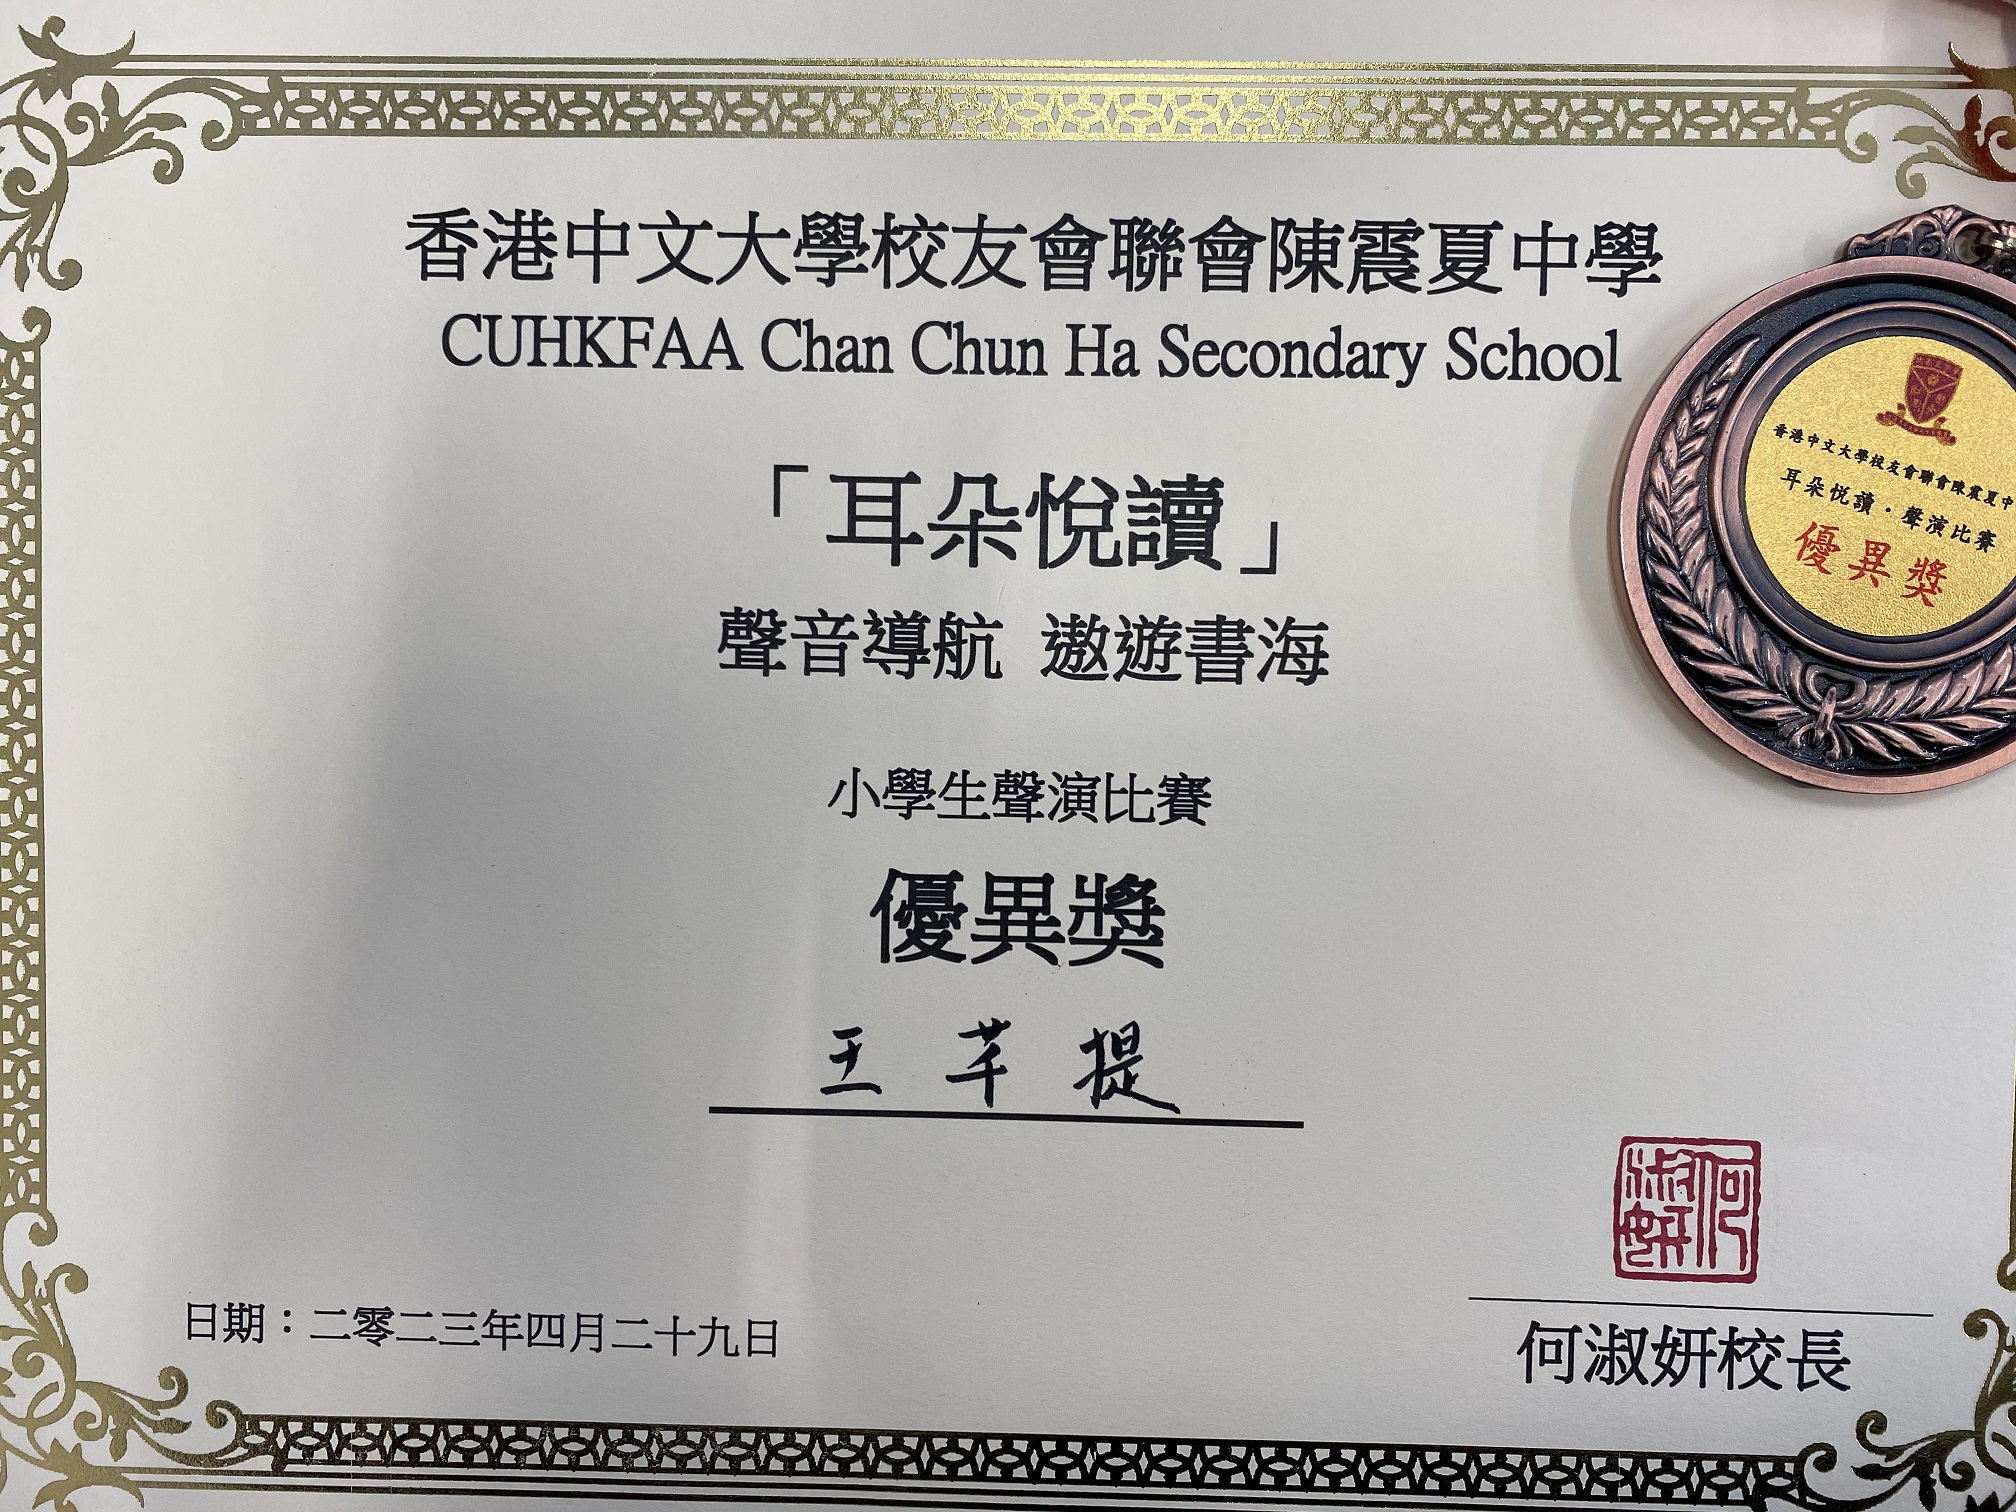 香港中文大學校友會聯會陳震夏中學
CUHKFAA Chan Chun Ha Secondary School
「耳朵悅讀」
聲音導航 遨遊書海
小學生聲演比賽
優異獎
王芊提
日期：二零二三年四月二十九日
何淑妍
何淑妍校長
香港中文大學校友會聯會陳震夏中
耳朵悅讀・聲演比賽
優異獎